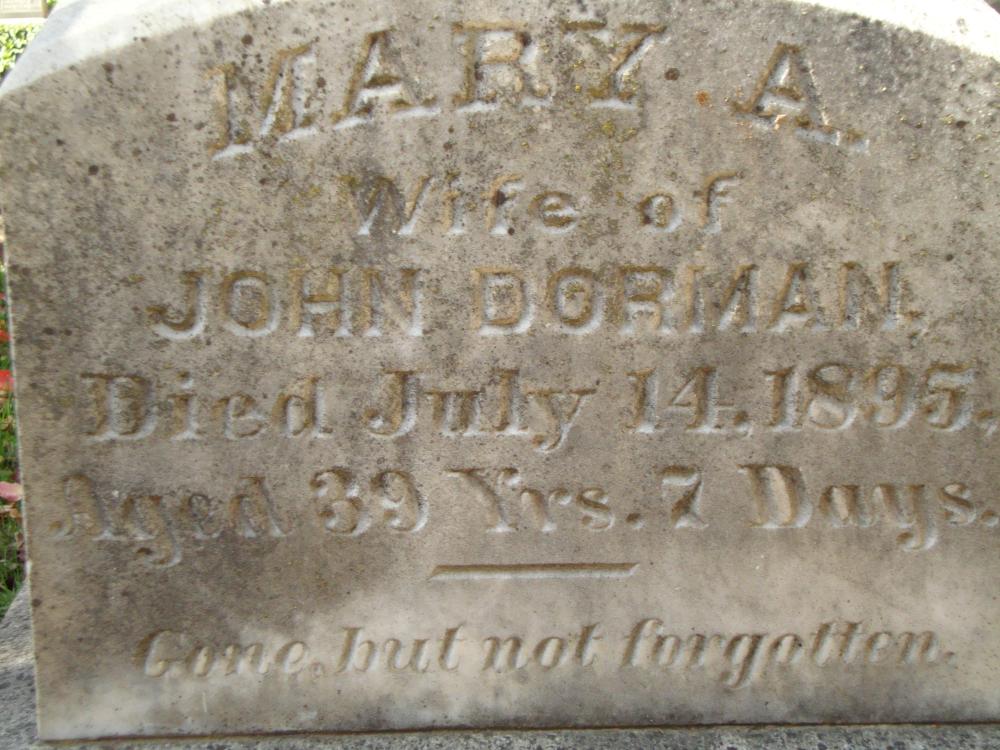 MARY A.
Wife of
JOHN DORMAN.
Died July 14, 1895.
Aged 39 Yrs. 7 Days.
Gone, but not forgotten.